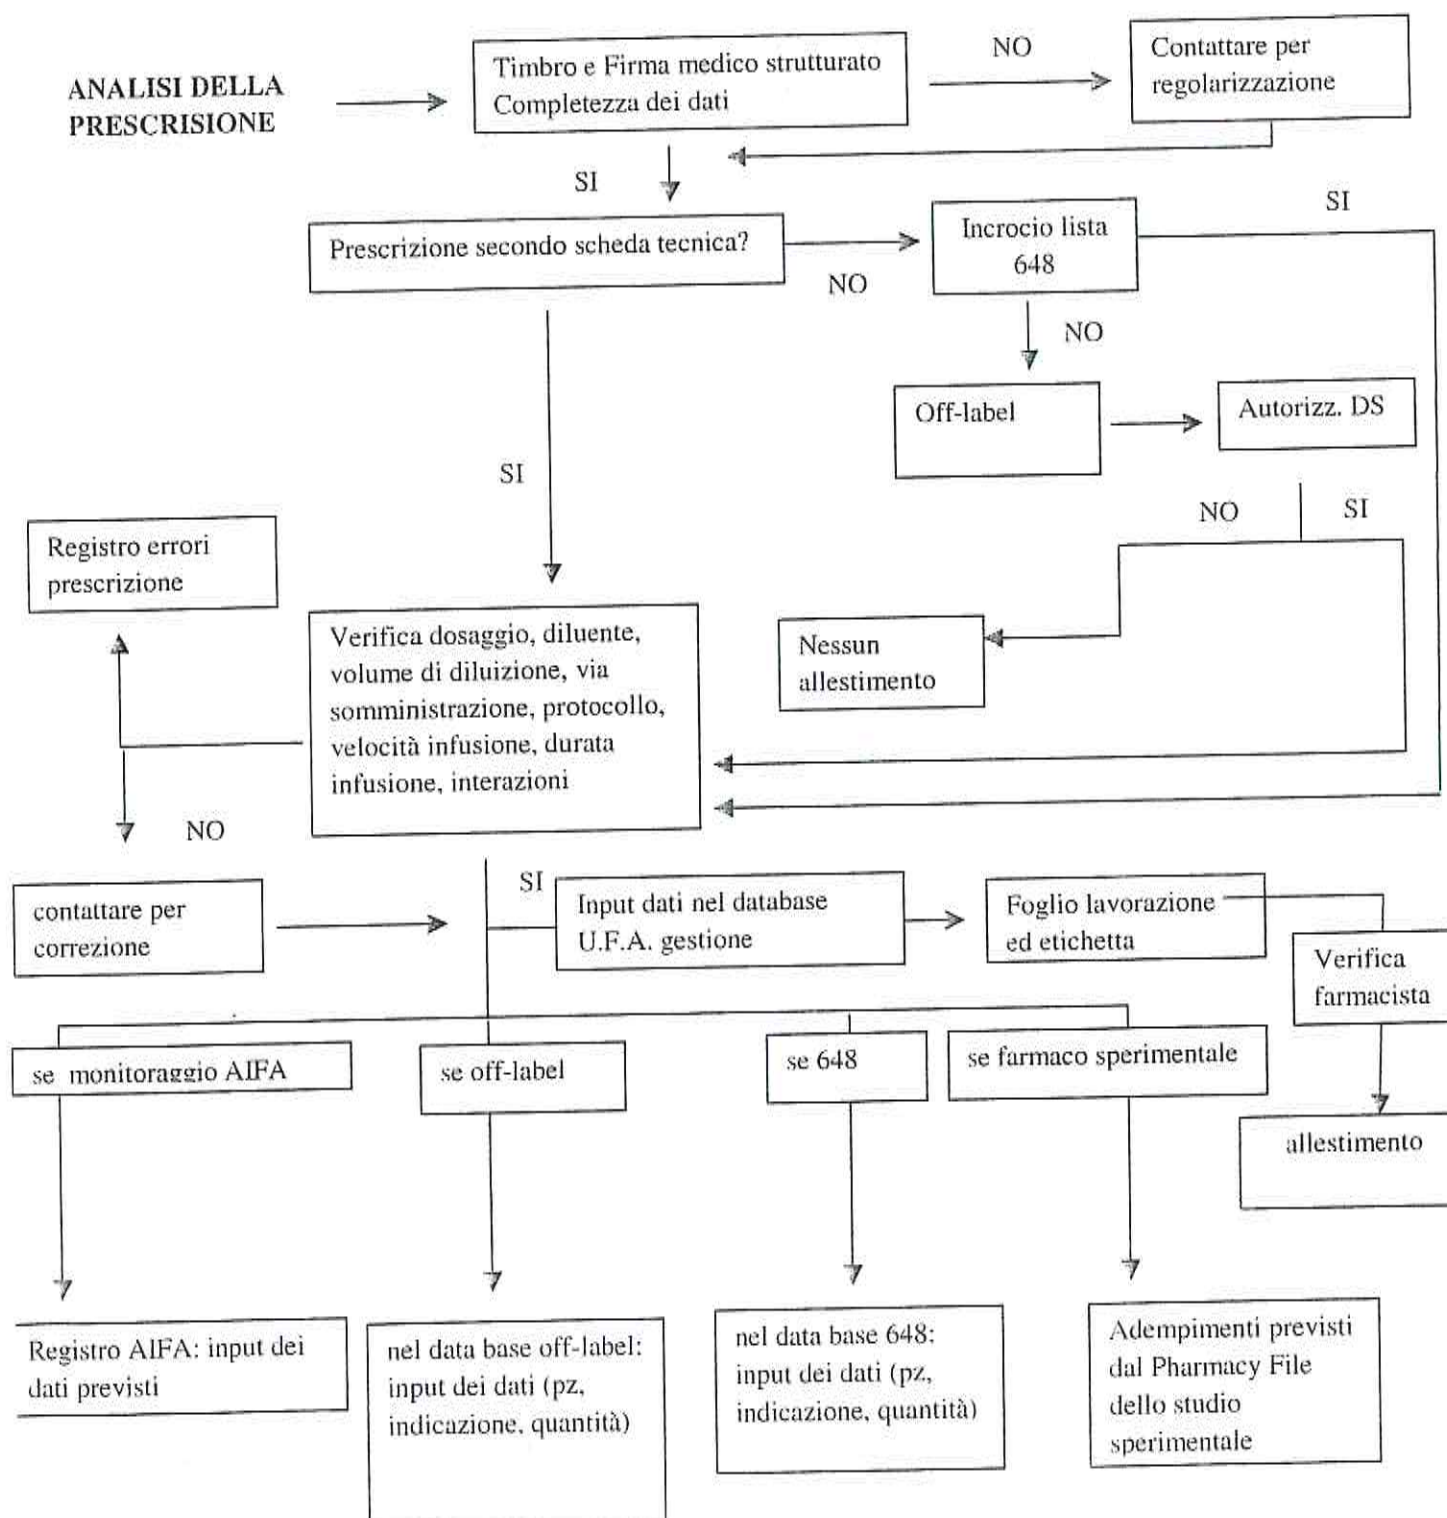 ANALISI DELLA
PRESCRISIONE
Timbro e Firma medico strutturato
Completezza dei dati
NO
Contattare per
regolarizzazione
SI
Prescrizione secondo scheda tecnica?
NO
Incrocio lista
648
SI
NO
Off-label
Autorizz. DS
SI
NO
SI
Registro errori
prescrizione
Verifica dosaggio, diluente,
volume di diluizione, via
somministrazione, protocollo,
velocità infusione, durata
infusione, interazioni
Nessun
allestimento
NO
SI
contattare per
correzione
Input dati nel database
U.F.A. gestione
Foglio lavorazione
ed etichetta
Verifica
farmacista
se monitoraggio AIFA
se off-label
se 648
se farmaco sperimentale
allestimento
Registro AIFA: input dei
dati previsti
nel data base off-label:
input dei dati (pz,
indicazione, quantità)
nel data base 648:
input dei dati (pz,
indicazione, quantità)
Adempimenti previsti
dal Pharmacy File
dello studio
sperimentale